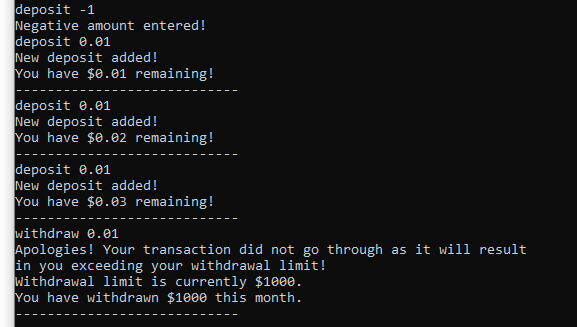 deposit -1
Negative amount entered!
deposit 0.01
New deposit added!
You have $0.01 remaining!
----------------------------
deposit 0.01
New deposit added!
You have $0.02 remaining!
----------------------------
deposit 0.01
New deposit added!
You have $0.03 remaining!
----------------------------
withdraw 0.01
Apologies! Your transaction did not go through as it will result
in you exceeding your withdrawal limit!
Withdrawal limit is currently $1000.
You have withdrawn $1000 this month.
----------------------------